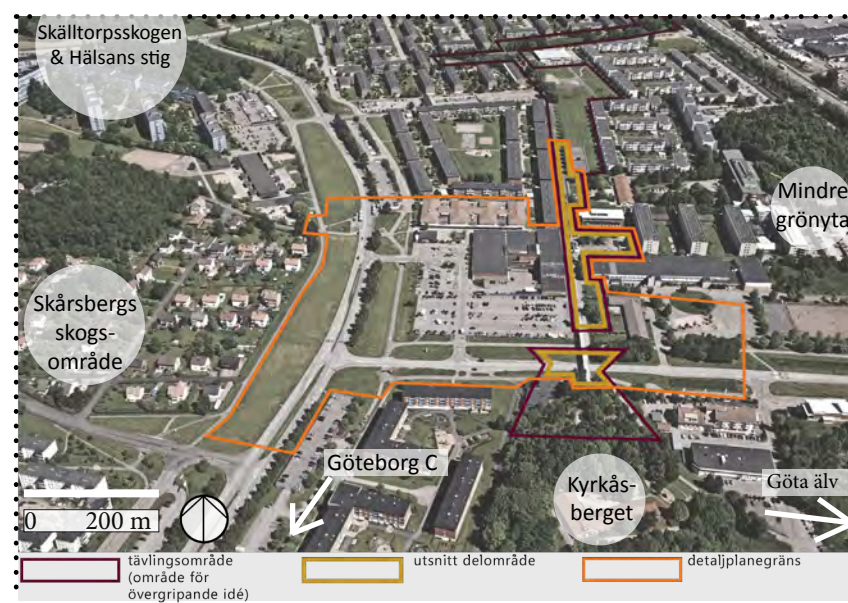 Skälltorpsskogen
& Hälsans stig
Mindre
grönyta
Skårsbergs
skogs-
område
Göteborg C
Kyrkås-
berget
Göta älv
0 200 m
tävlingsområde
(område för
övergripande idé)
utsnitt delområde
detaljplanegräns